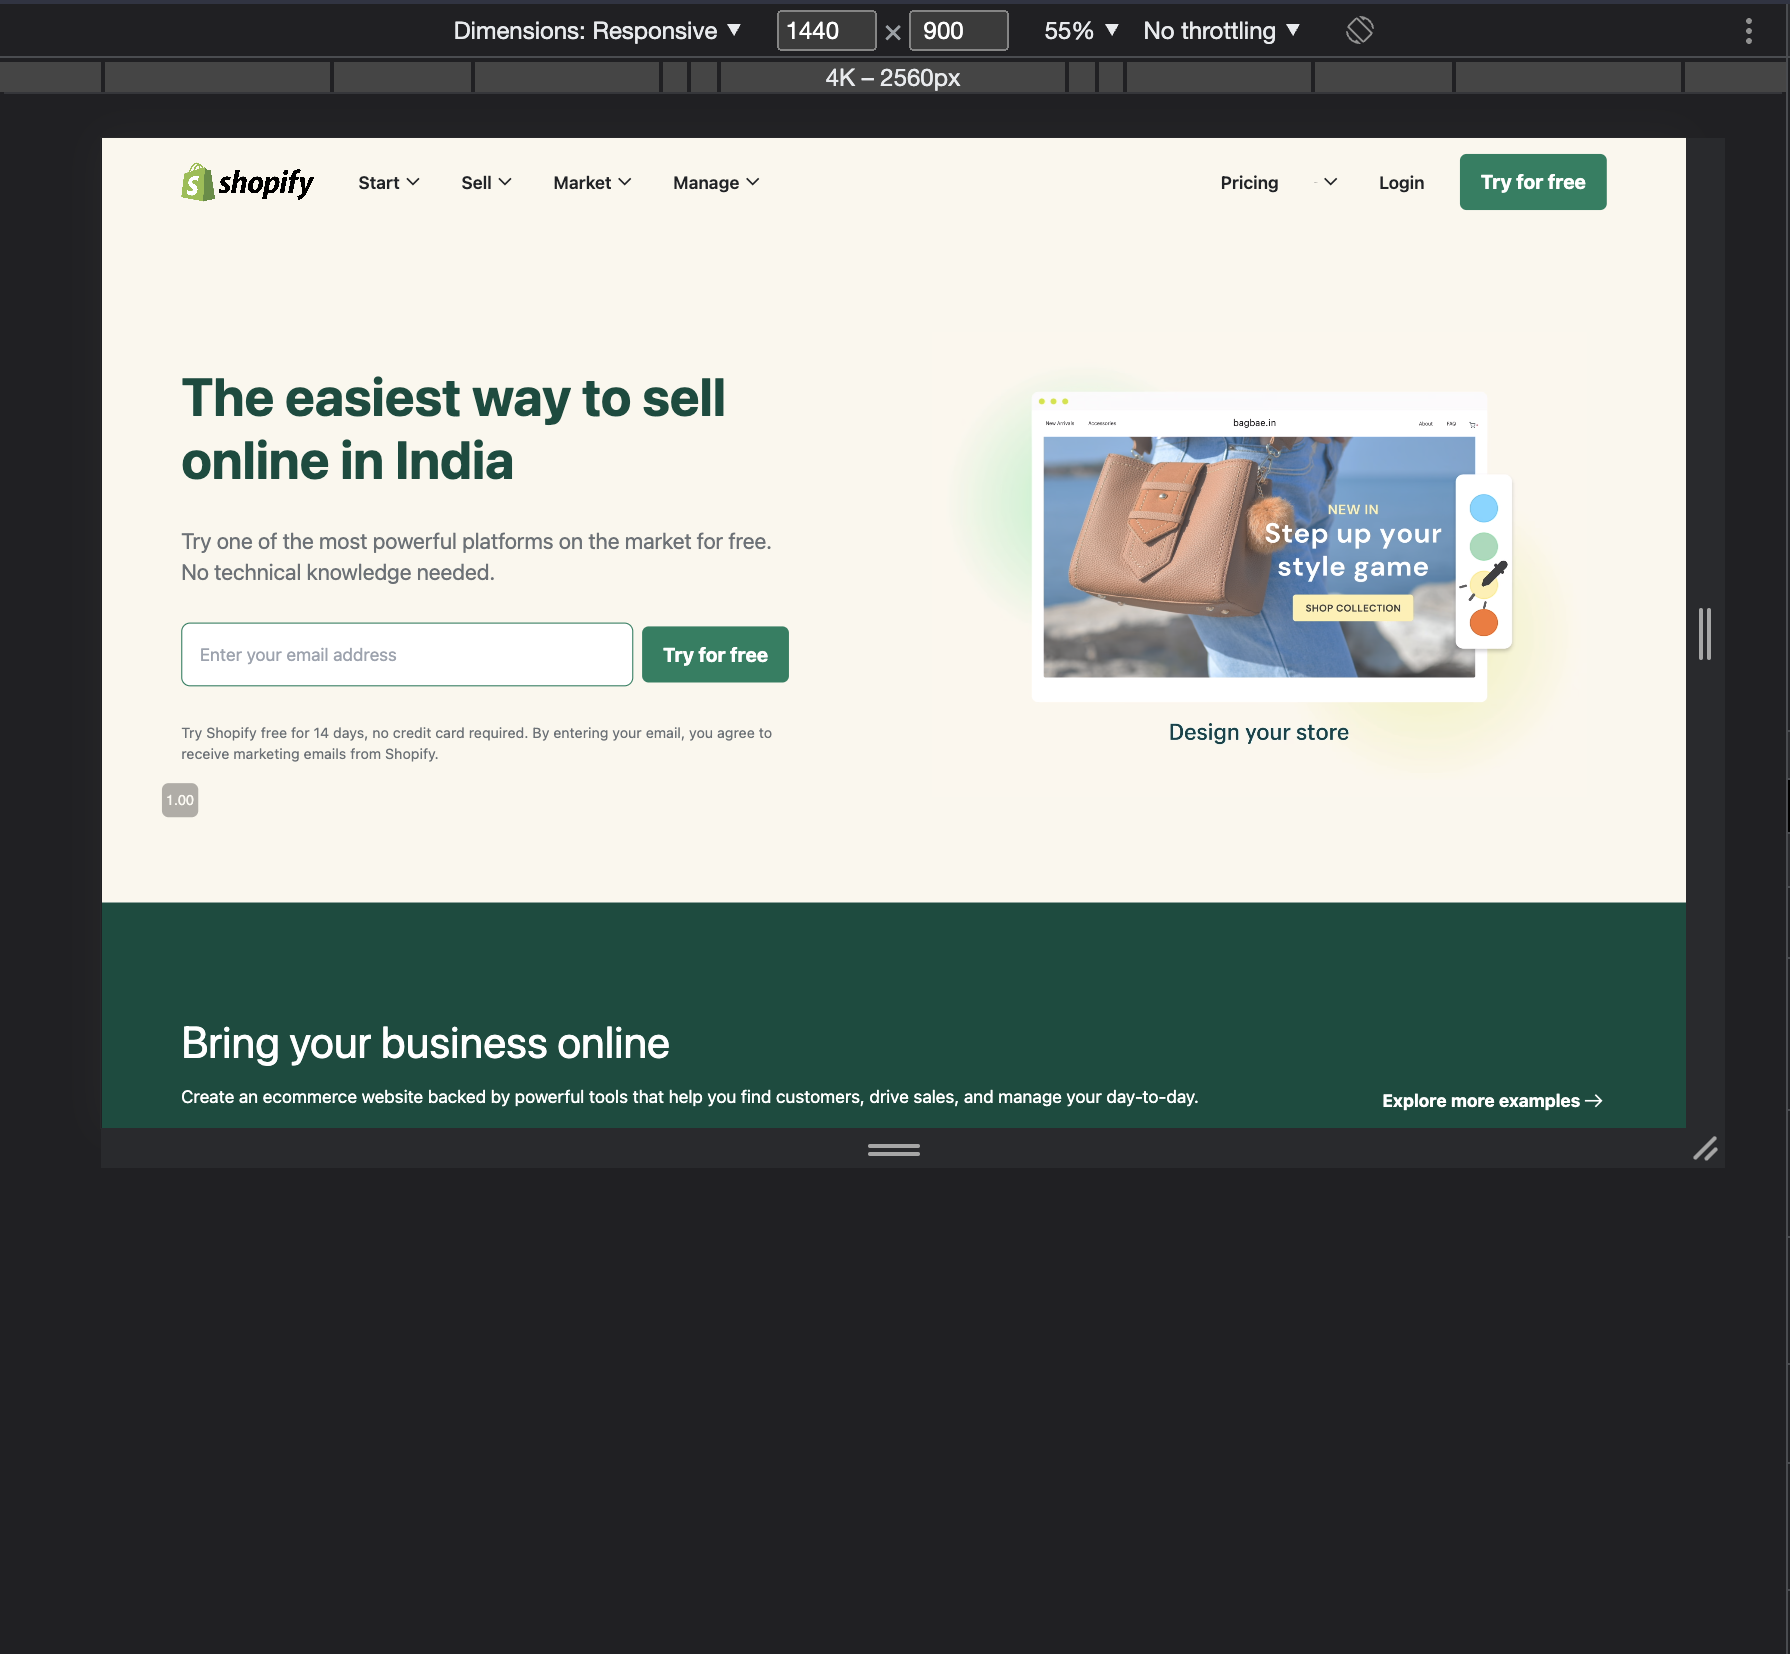 Dimensions: Responsive ▼ 1440 × 900 55% ▼ No throttling ▼
4K – 2560px
shopify Start Sell Market Manage Pricing Login Try for free
The easiest way to sell
online in India
Try one of the most powerful platforms on the market for free.
No technical knowledge needed.
Enter your email address Try for free
Try Shopify free for 14 days, no credit card required. By entering your email, you agree to
receive marketing emails from Shopify.
1.00
New Arrivals Accessories bagbae.in About FAQ
NEW IN
Step up your
style game
SHOP COLLECTION
Design your store
Bring your business online
Create an ecommerce website backed by powerful tools that help you find customers, drive sales, and manage your day-to-day.
Explore more examples →